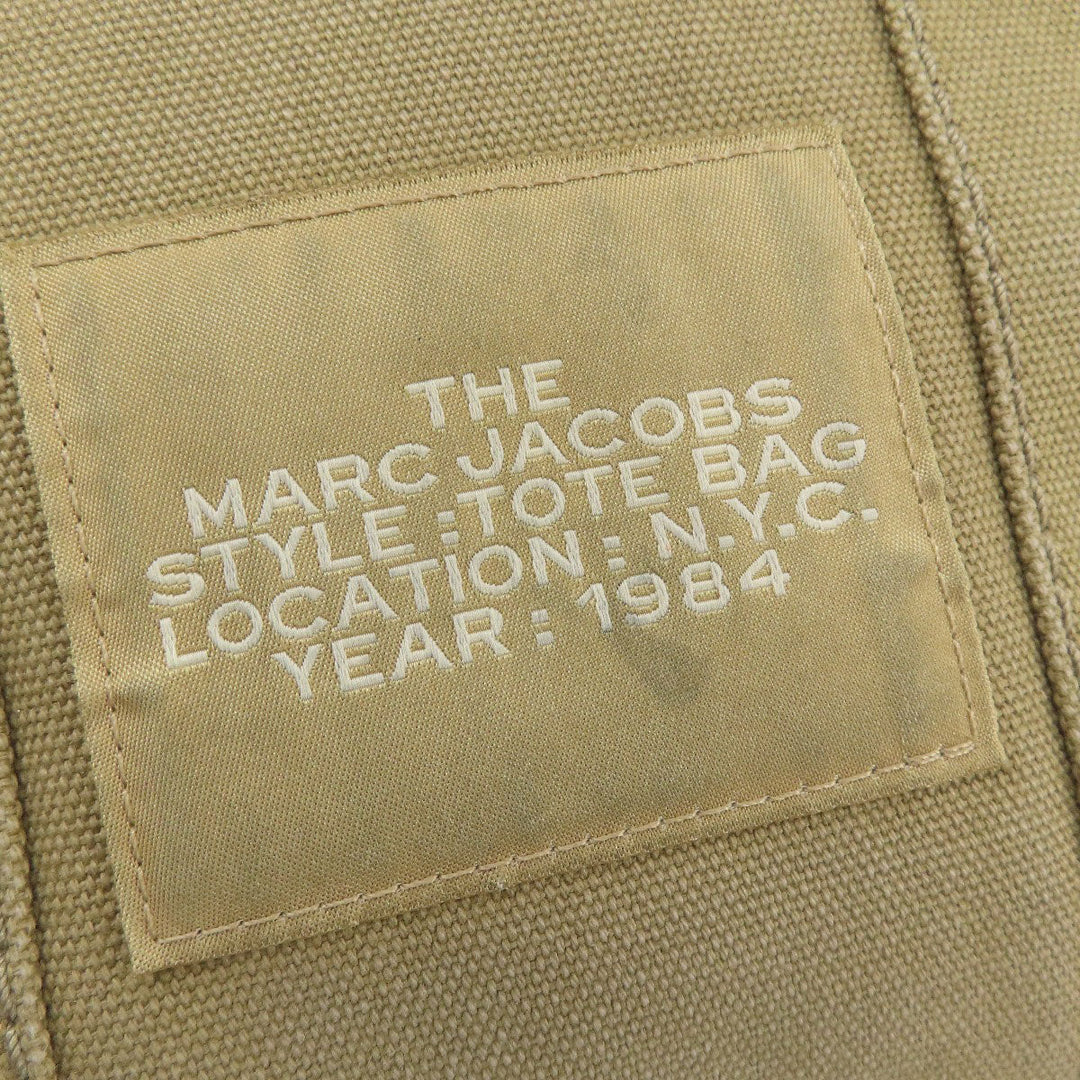 THE
MARC JACOBS
STYLE : TOTE BAG
LOCATION : N.Y.C.
YEAR : 1984